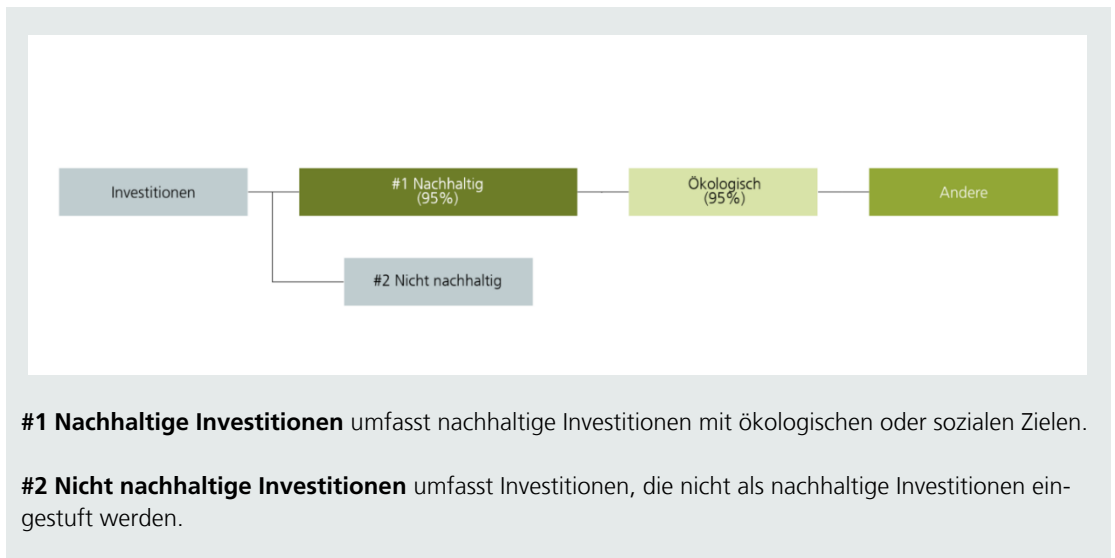 Investitionen
#1 Nachhaltig
(95%)
Ökologisch
(95%)
Andere
#2 Nicht nachhaltig
#1 Nachhaltige Investitionen umfasst nachhaltige Investitionen mit ökologischen oder sozialen Zielen.
#2 Nicht nachhaltige Investitionen umfasst Investitionen, die nicht als nachhaltige Investitionen ein-
gestuft werden.